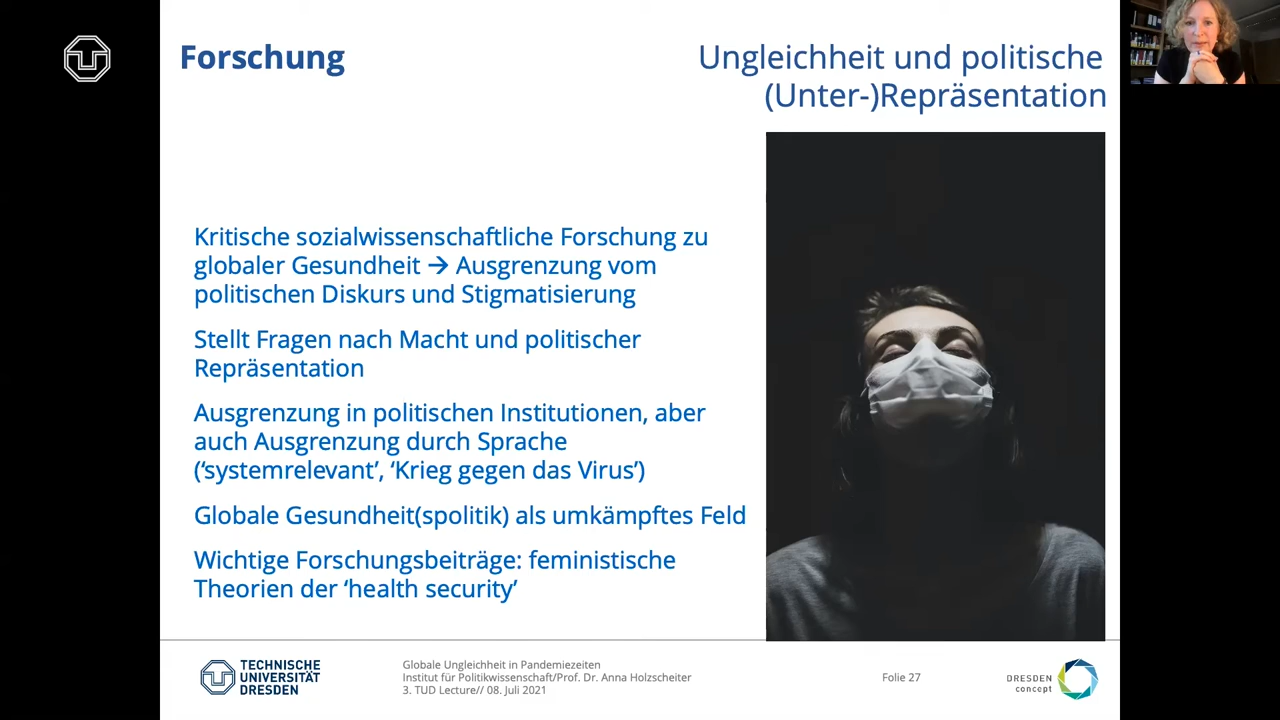 Forschung
Ungleichheit und politische
(Unter-)Repräsentation
Kritische sozialwissenschaftliche Forschung zu
globaler Gesundheit → Ausgrenzung vom
politischen Diskurs und Stigmatisierung
Stellt Fragen nach Macht und politischer
Repräsentation
Ausgrenzung in politischen Institutionen, aber
auch Ausgrenzung durch Sprache
(‘systemrelevant’, ‘Krieg gegen das Virus’)
Globale Gesundheit(spolitik) als umkämpftes Feld
Wichtige Forschungsbeiträge: feministische
Theorien der ‘health security’
TECHNISCHE
UNIVERSITÄT
DRESDEN
Globale Ungleichheit in Pandemiezeiten
Institut für Politikwissenschaft/Prof. Dr. Anna Holzscheiter
3. TUD Lecture// 08. Juli 2021
Folie 27
DRESDEN
concept